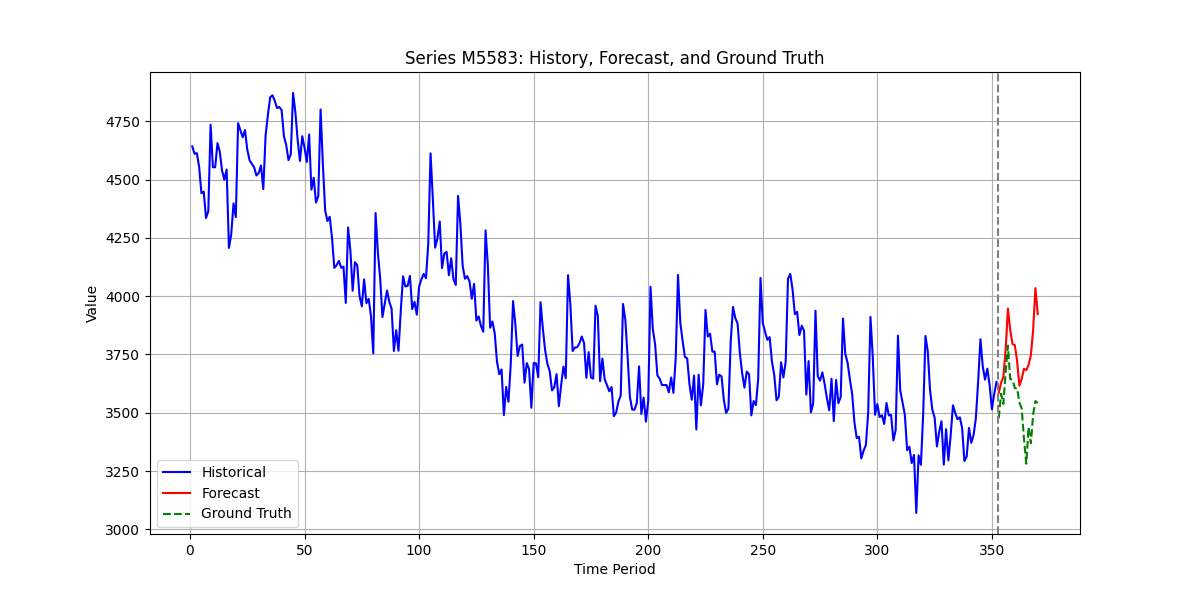 Series M5583: History, Forecast, and Ground Truth
Value
4750
4500
4250
4000
3750
3500
3250
3000
Historical
Forecast
Ground Truth
0 50 100 150 200 250 300 350
Time Period